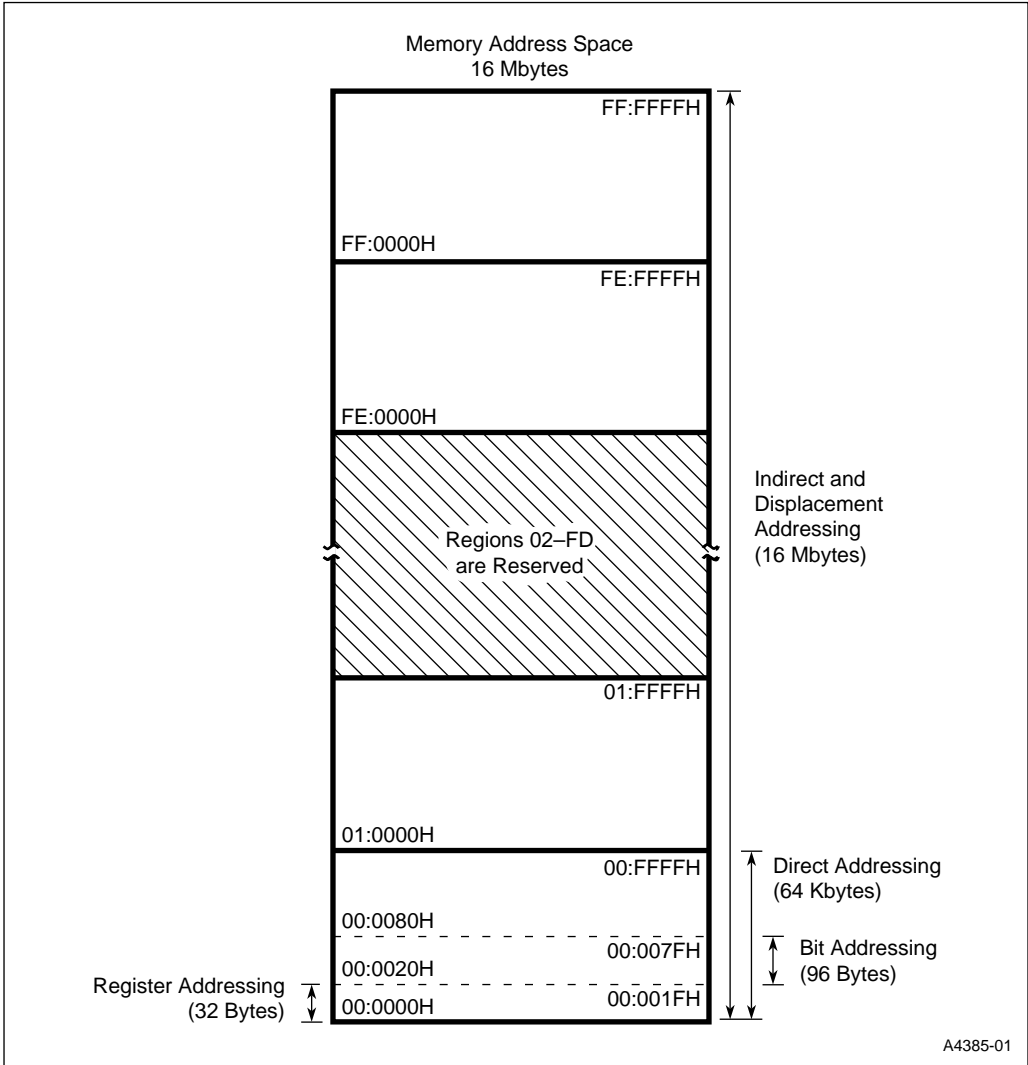 Memory Address Space
16 Mbytes
FF:FFFFH
FF:0000H
FE:FFFFH
FE:0000H
Indirect and
Displacement
Addressing
(16 Mbytes)
Regions 02–FD
are Reserved
01:FFFFH
01:0000H
00:FFFFH
Direct Addressing
(64 Kbytes)
00:0080H
00:007FH
Bit Addressing
(96 Bytes)
00:0020H
Register Addressing
(32 Bytes)
00:001FH
00:0000H
A4385-01